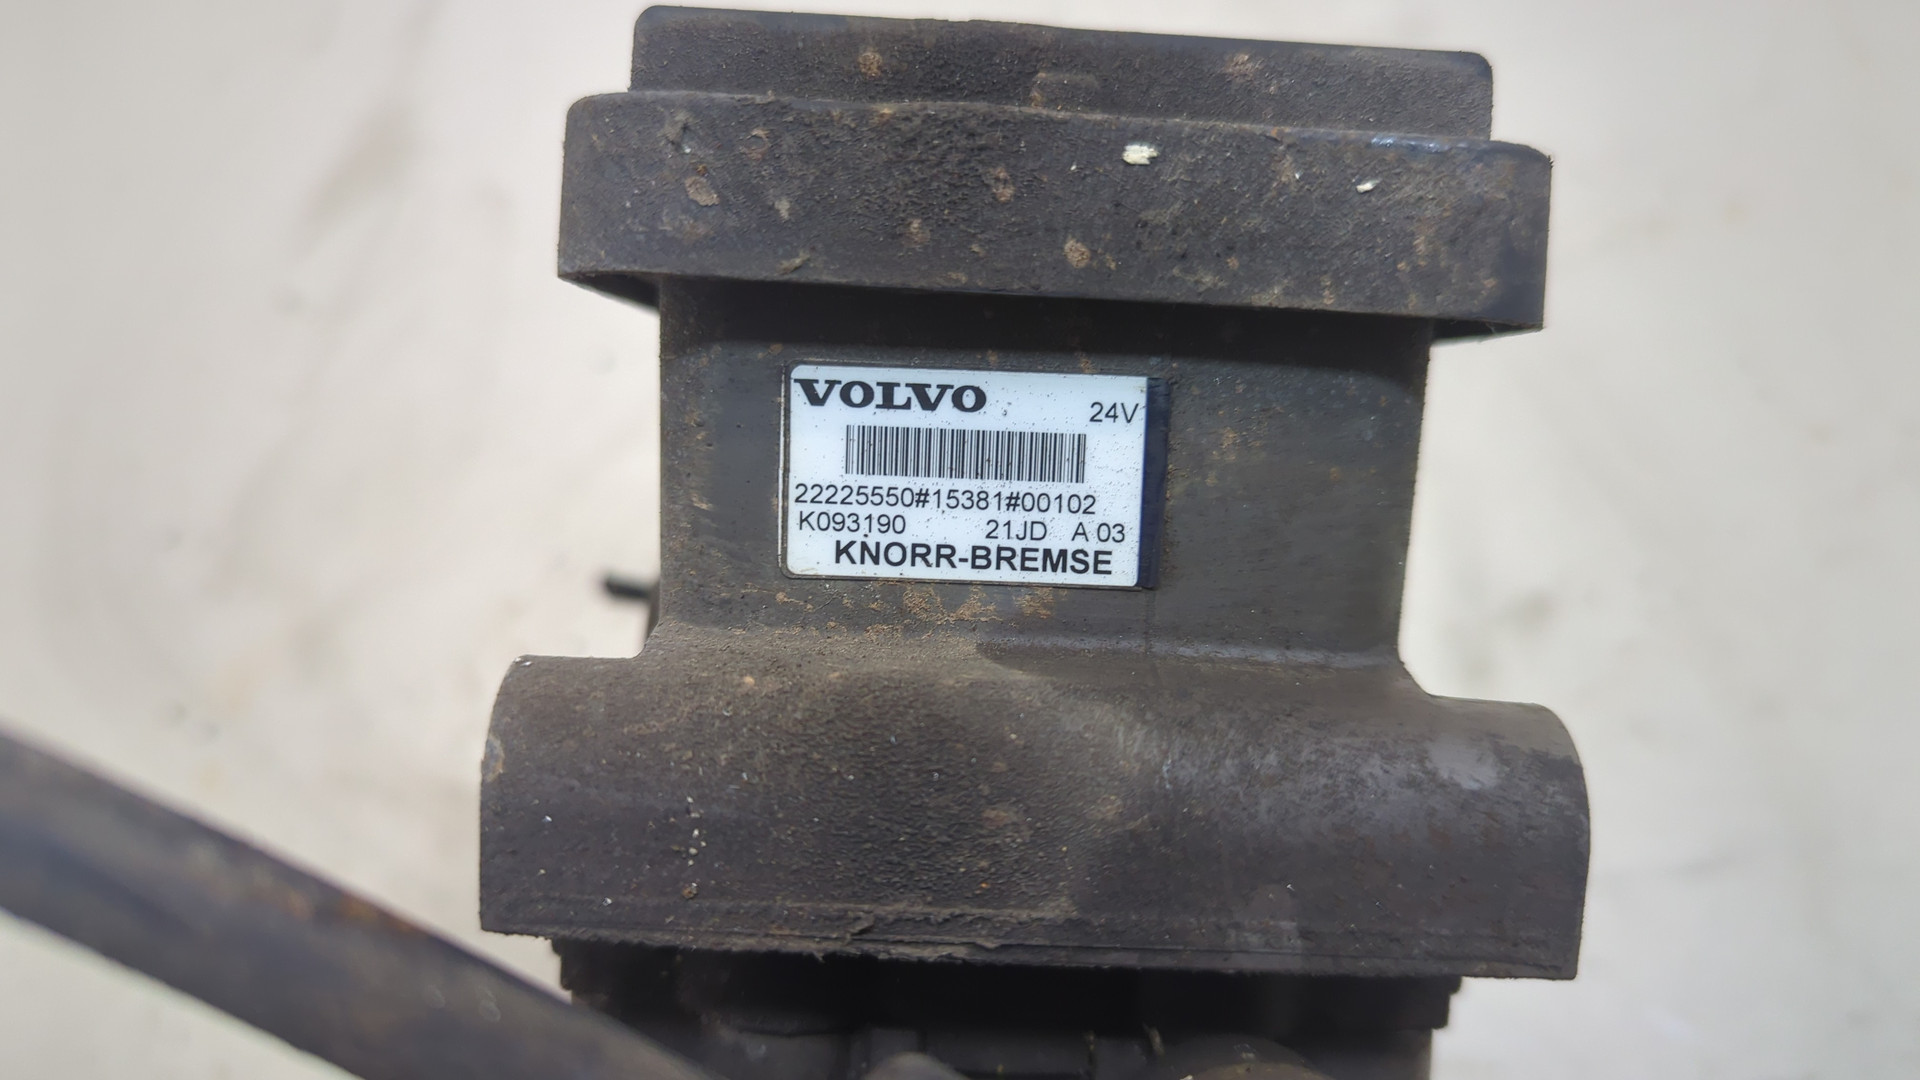 VOLVO
24V
22225550#15381#00102
K093190 21JD A 03
KNORR-BREMSE